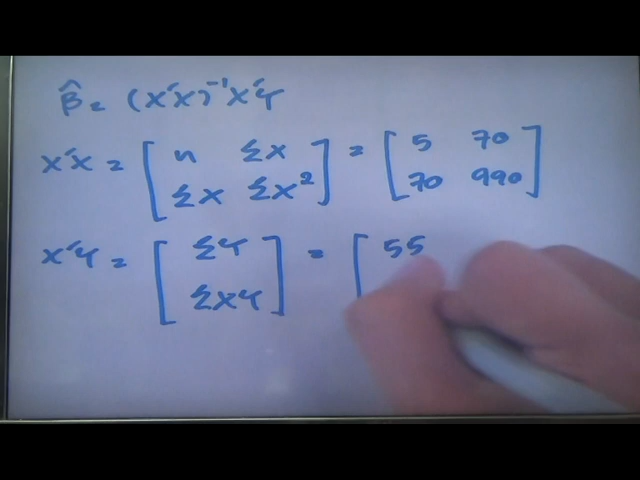 β̂ = (X'X)⁻¹X'Y
X'X = [ n Σx ] = [ 5 70 ]
[ Σx Σx² ] [ 70 990 ]
X'Y = [ ΣY ] = [ 55
[ ΣXY ]